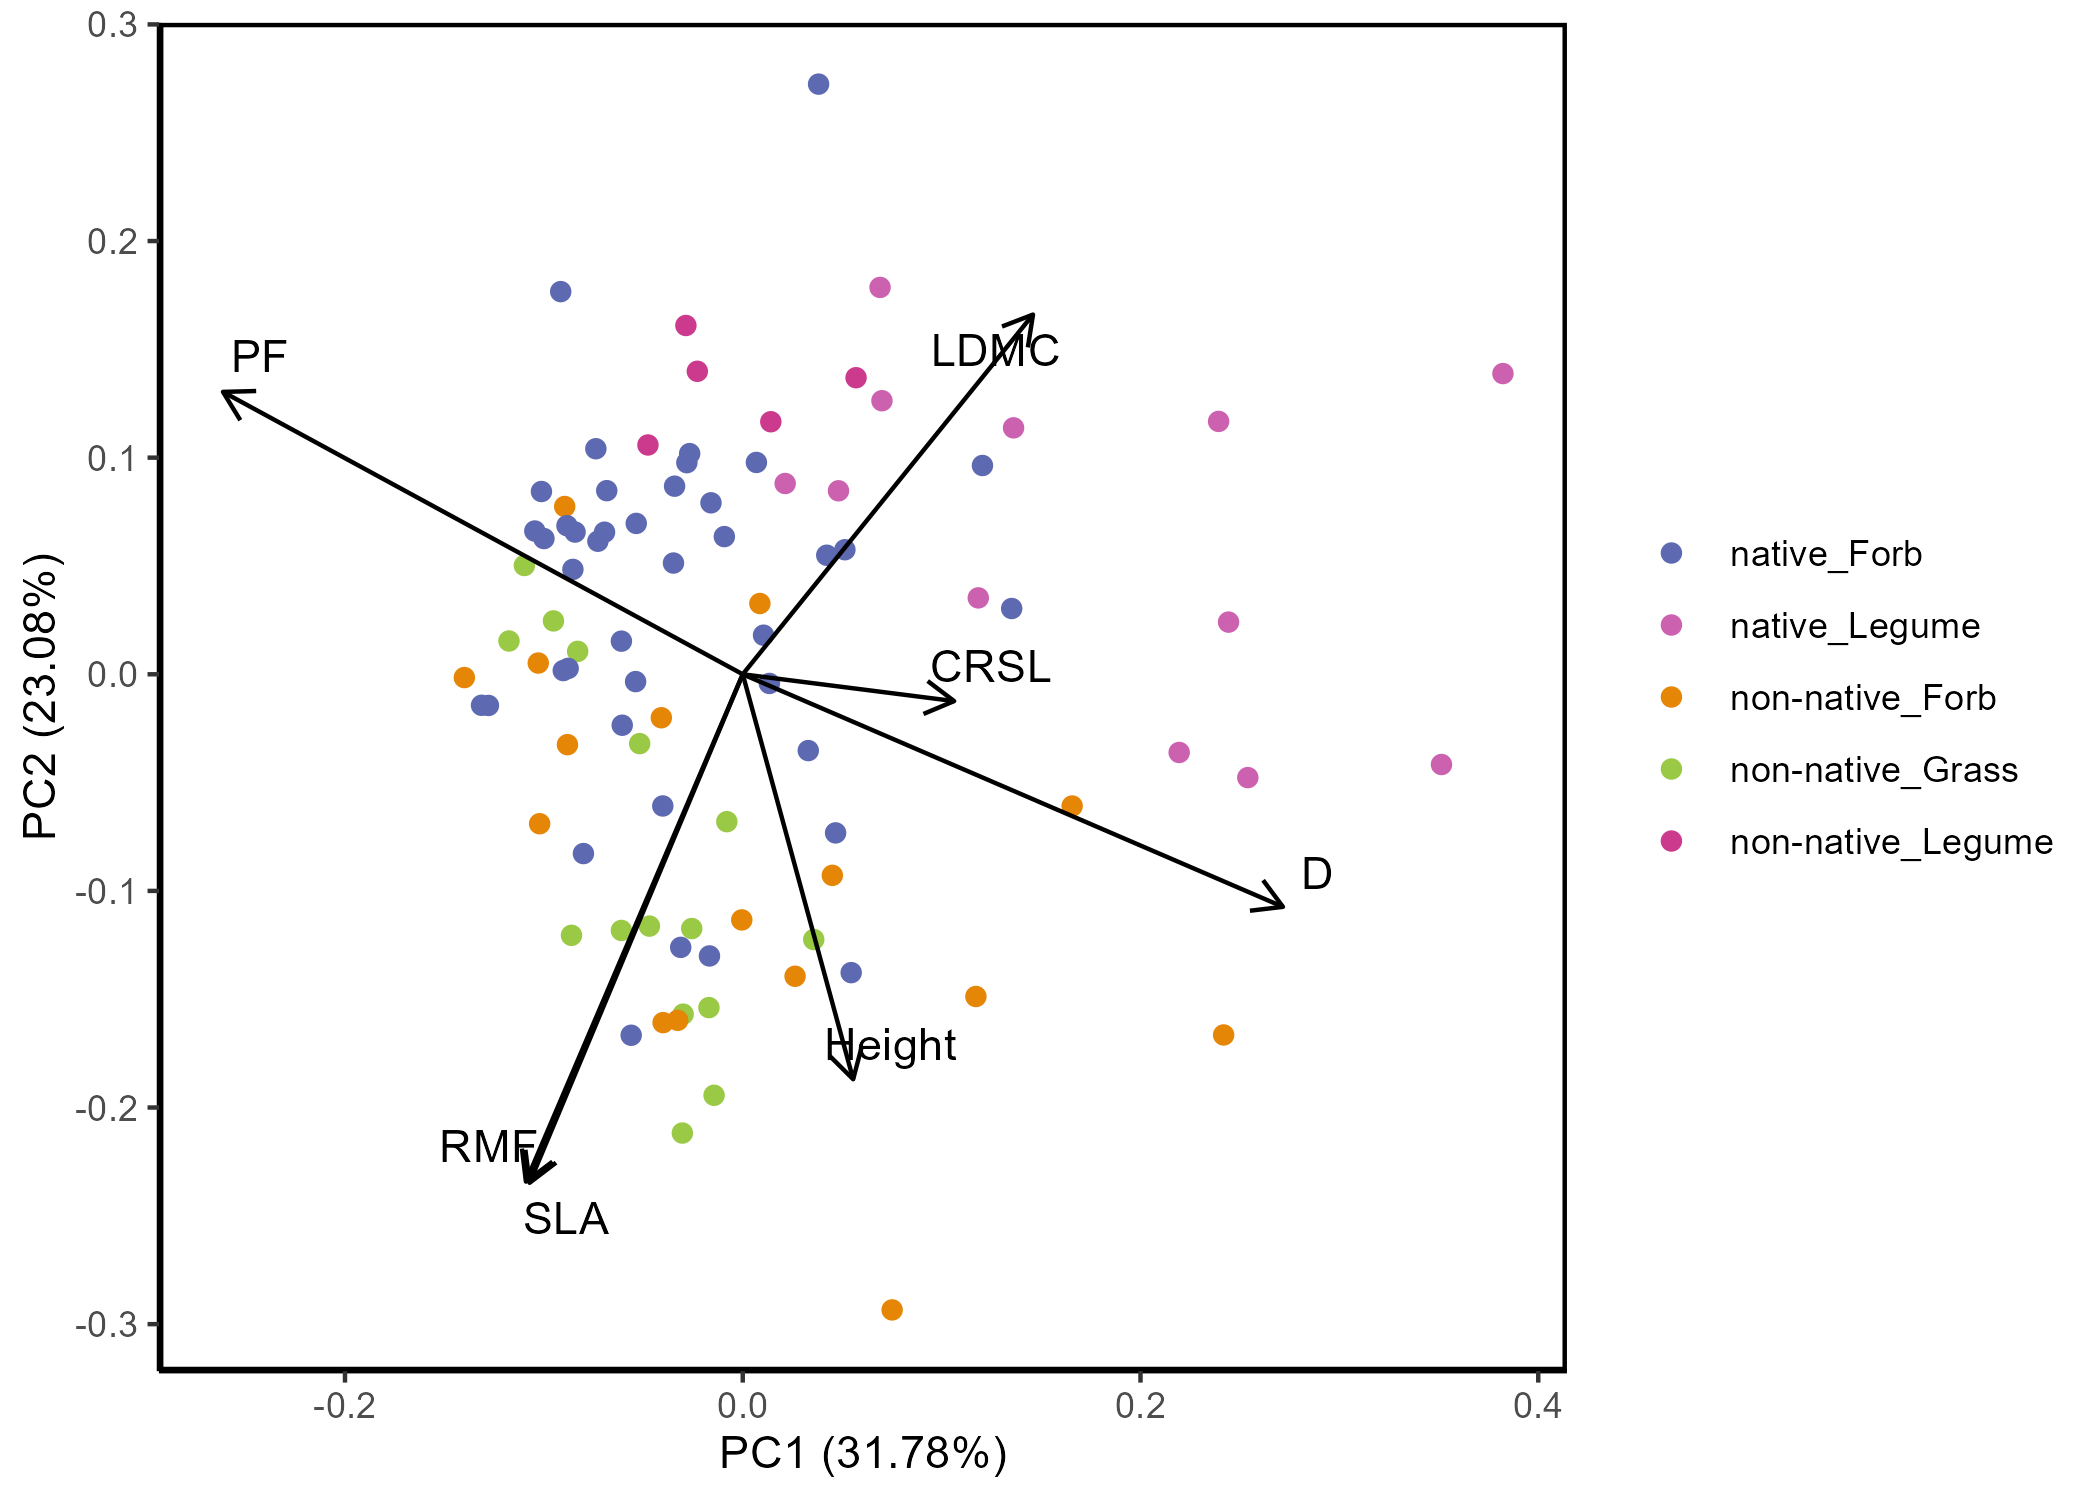 0.3
0.2
0.1
0.0
-0.1
-0.2
-0.3
PC2 (23.08%)
PF
LDMC
CRSL
D
Height
RMF
SLA
-0.2
0.0
0.2
0.4
PC1 (31.78%)
native_Forb
native_Legume
non-native_Forb
non-native_Grass
non-native_Legume